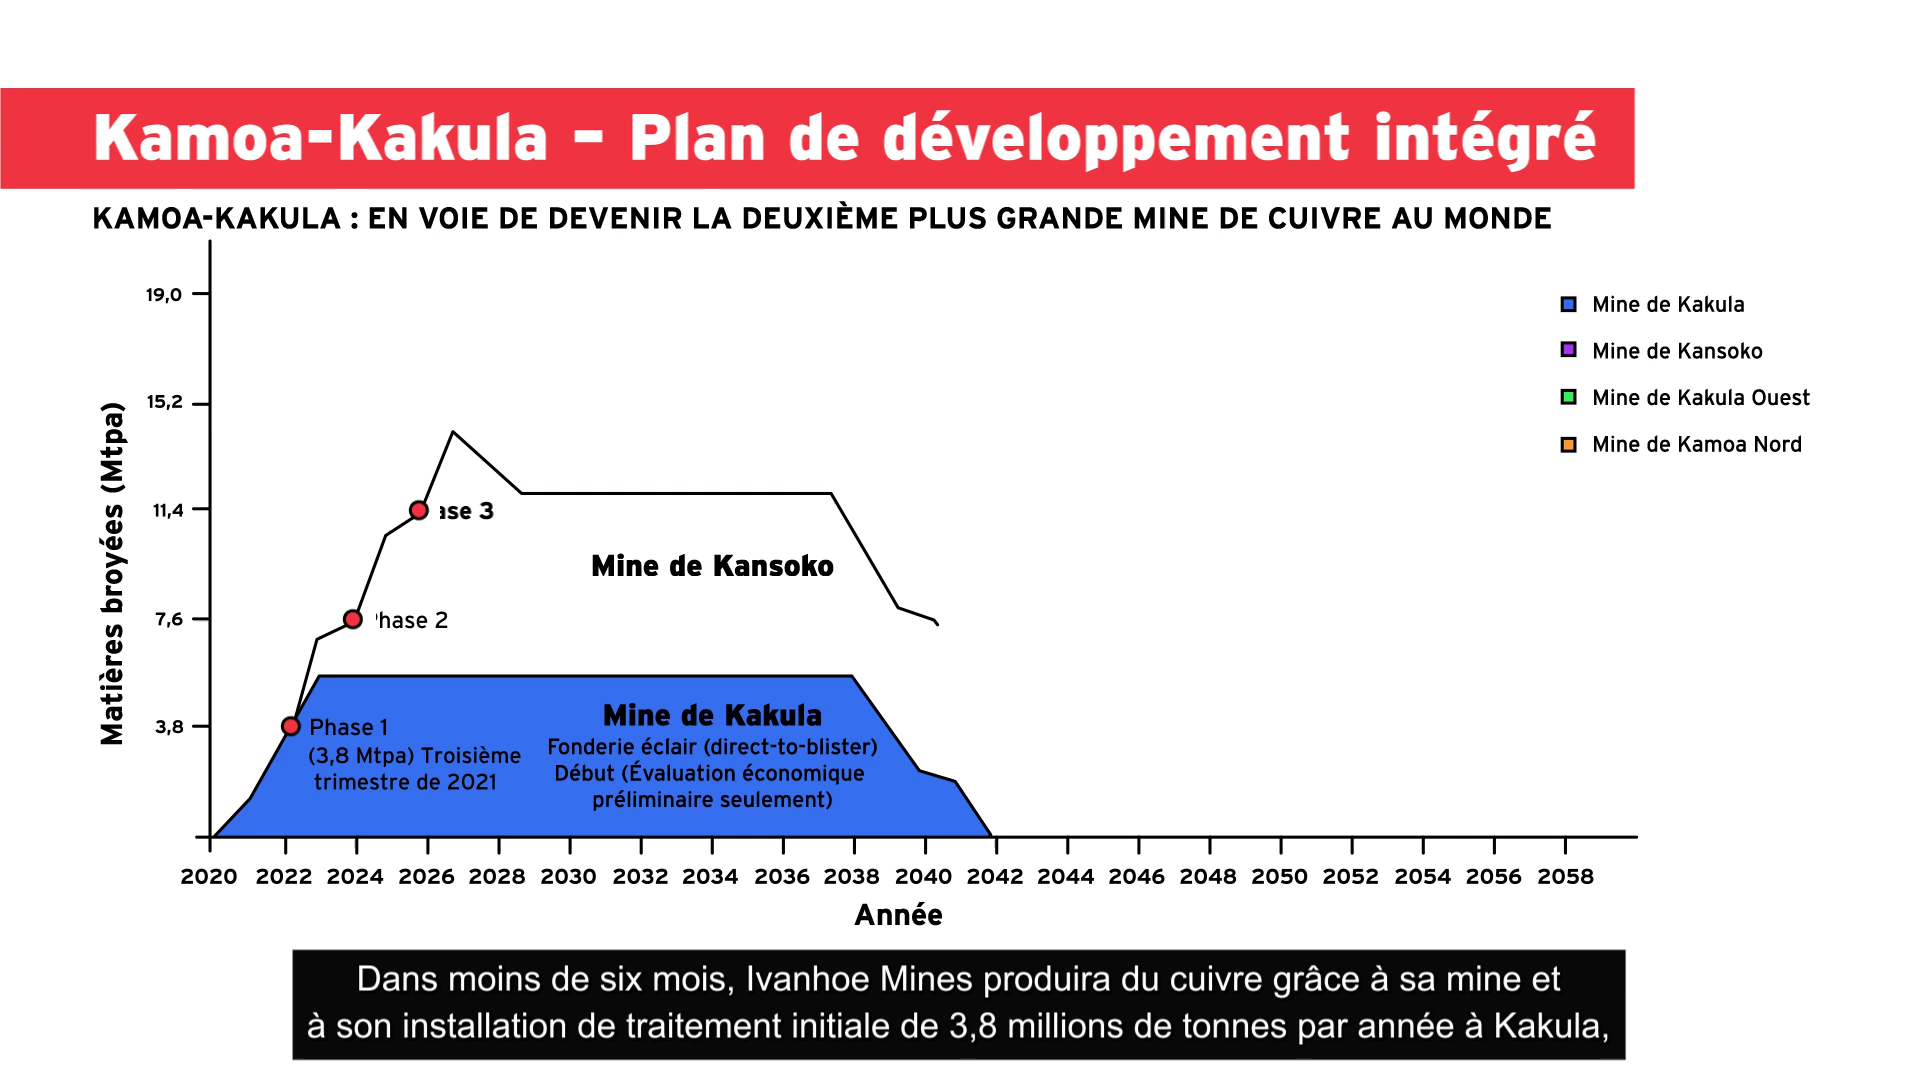 Kamoa-Kakula – Plan de développement intégré
KAMOA-KAKULA : EN VOIE DE DEVENIR LA DEUXIÈME PLUS GRANDE MINE DE CUIVRE AU MONDE
19,0
15,2
11,4
7,6
3,8
Matières broyées (Mtpa)
Mine de Kakula
Mine de Kansoko
Mine de Kakula Ouest
Mine de Kamoa Nord
ase 3
Mine de Kansoko
hase 2
Phase 1
(3,8 Mtpa) Troisième
trimestre de 2021
Mine de Kakula
Fonderie éclair (direct-to-blister)
Début (Évaluation économique
préliminaire seulement)
2020 2022 2024 2026 2028 2030 2032 2034 2036 2038 2040 2042 2044 2046 2048 2050 2052 2054 2056 2058
Année
Dans moins de six mois, Ivanhoe Mines produira du cuivre grâce à sa mine et
à son installation de traitement initiale de 3,8 millions de tonnes par année à Kakula,